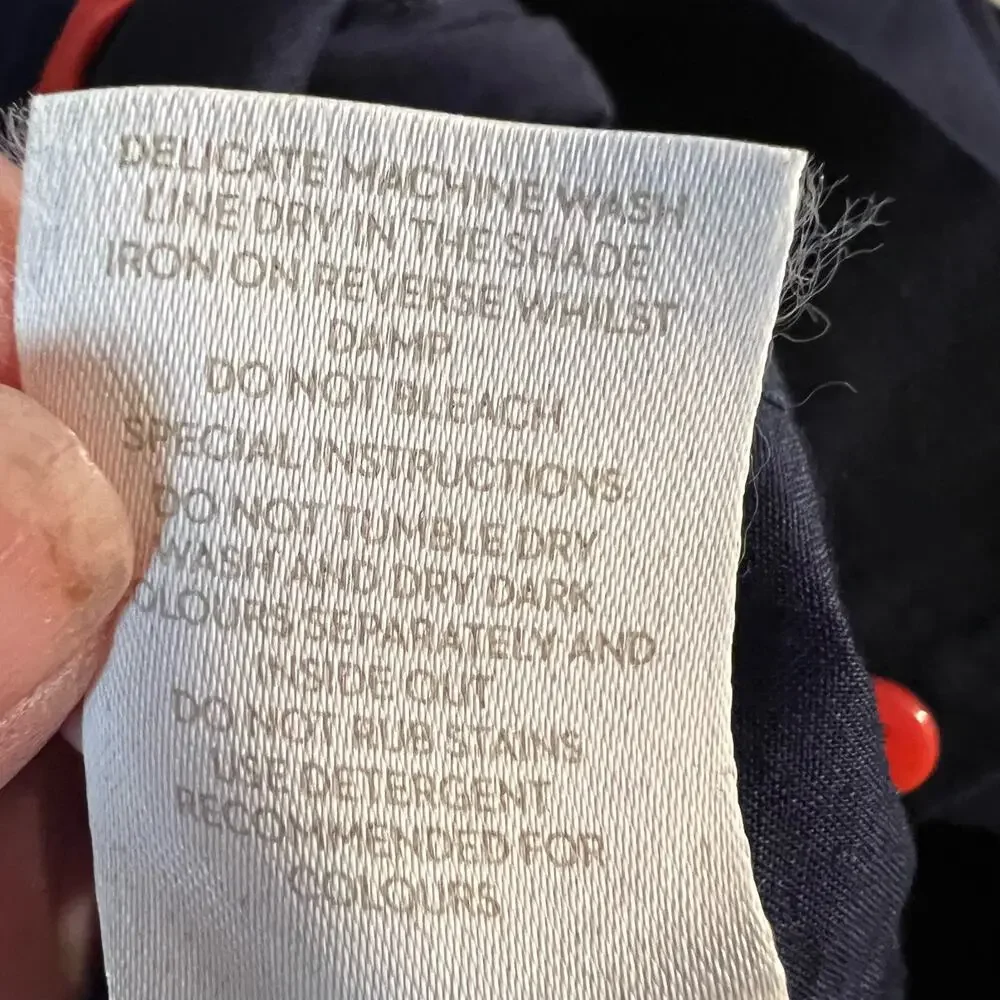 DELICATE MACHINE WASH
LINE DRY IN THE SHADE
IRON ON REVERSE WHILST
DAMP
DO NOT BLEACH
SPECIAL INSTRUCTIONS:
DO NOT TUMBLE DRY
WASH AND DRY DARK
OLOURS SEPARATELY AND
INSIDE OUT
DO NOT RUB STAINS
USE DETERGENT
RECOMMENDED FOR
COLOURS